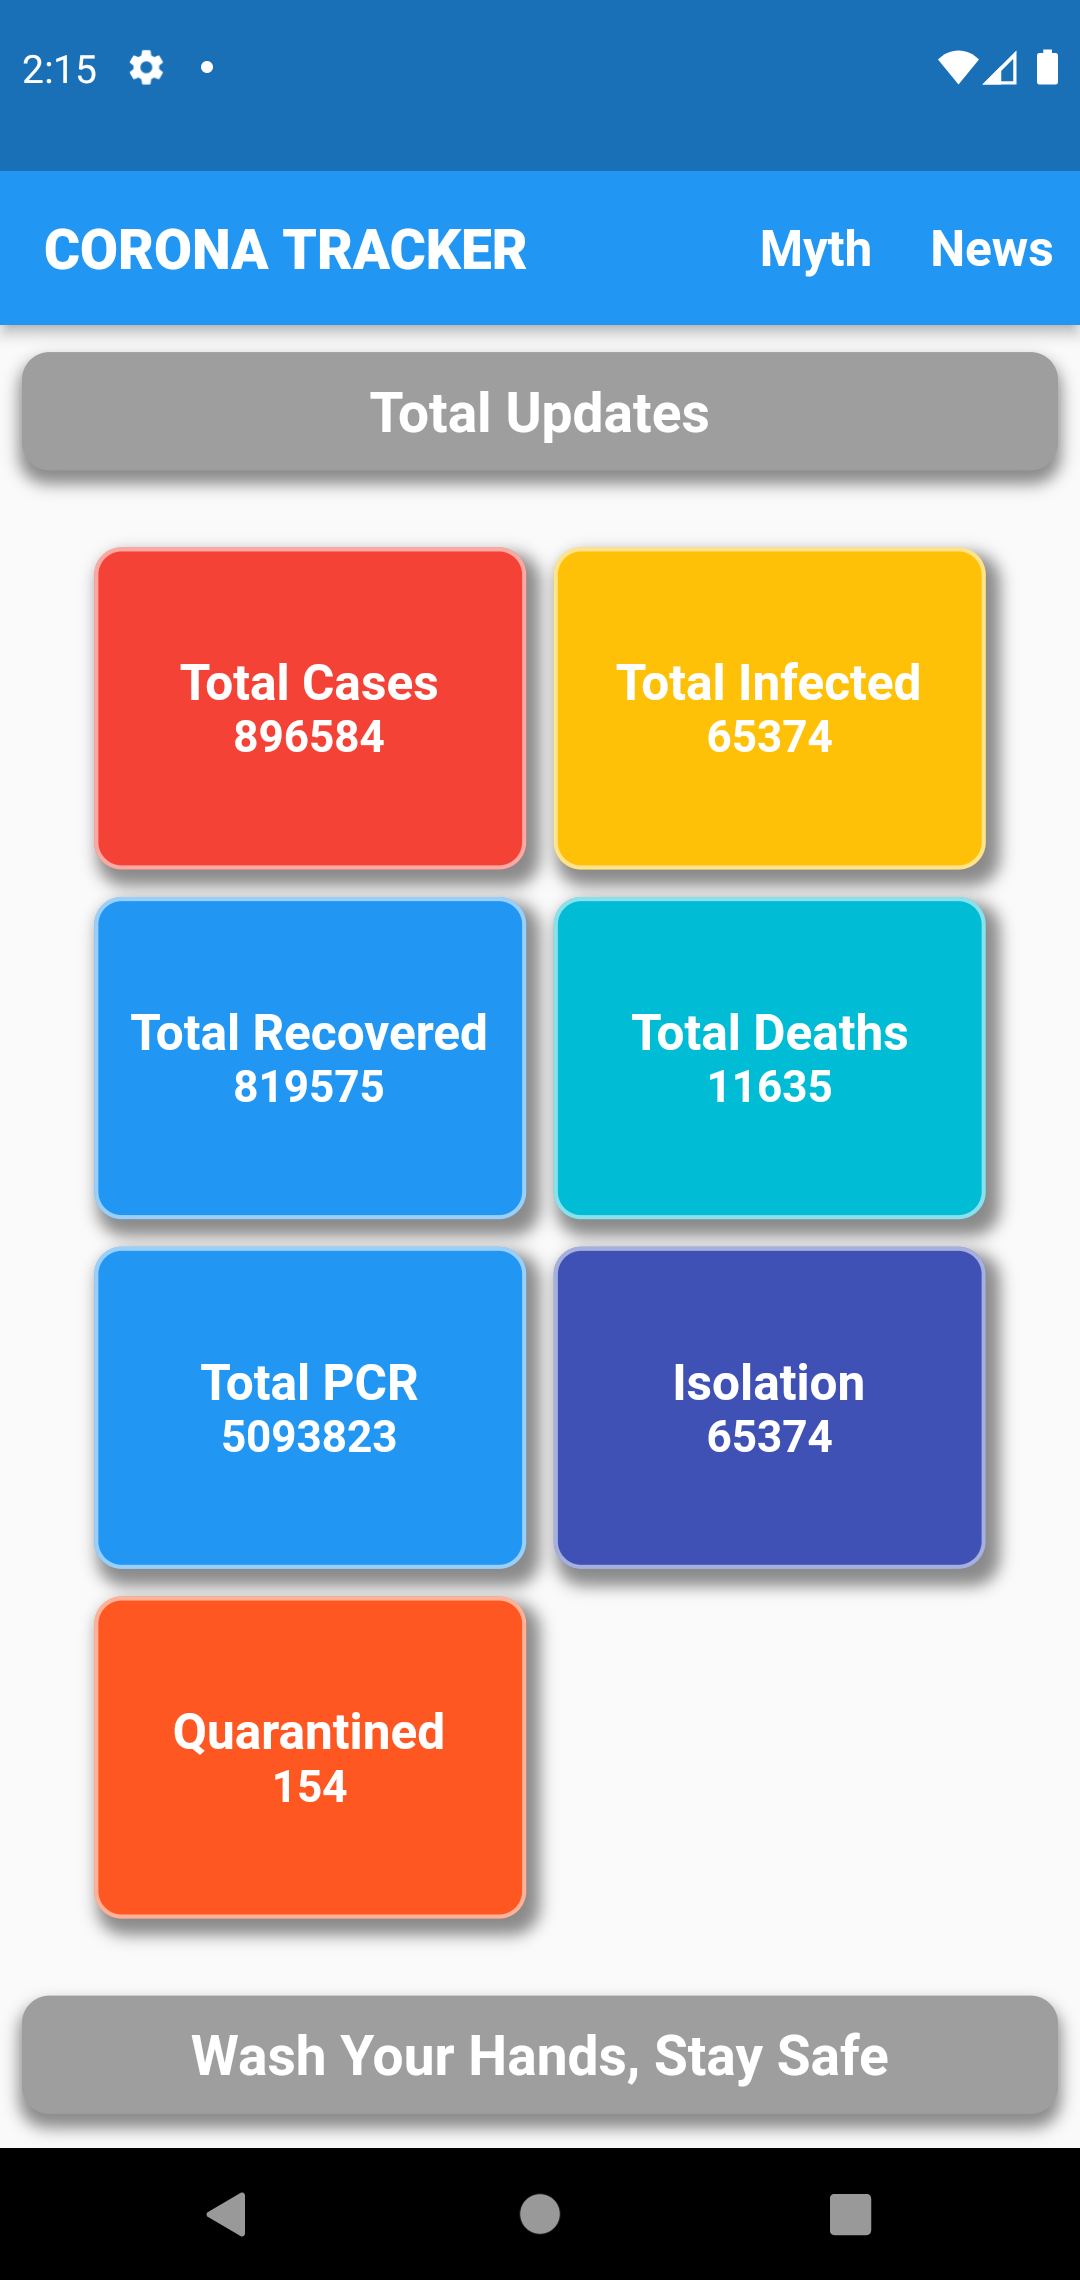 2:15
CORONA TRACKER Myth News
Total Updates
Total Cases
896584
Total Infected
65374
Total Recovered
819575
Total Deaths
11635
Total PCR
5093823
Isolation
65374
Quarantined
154
Wash Your Hands, Stay Safe